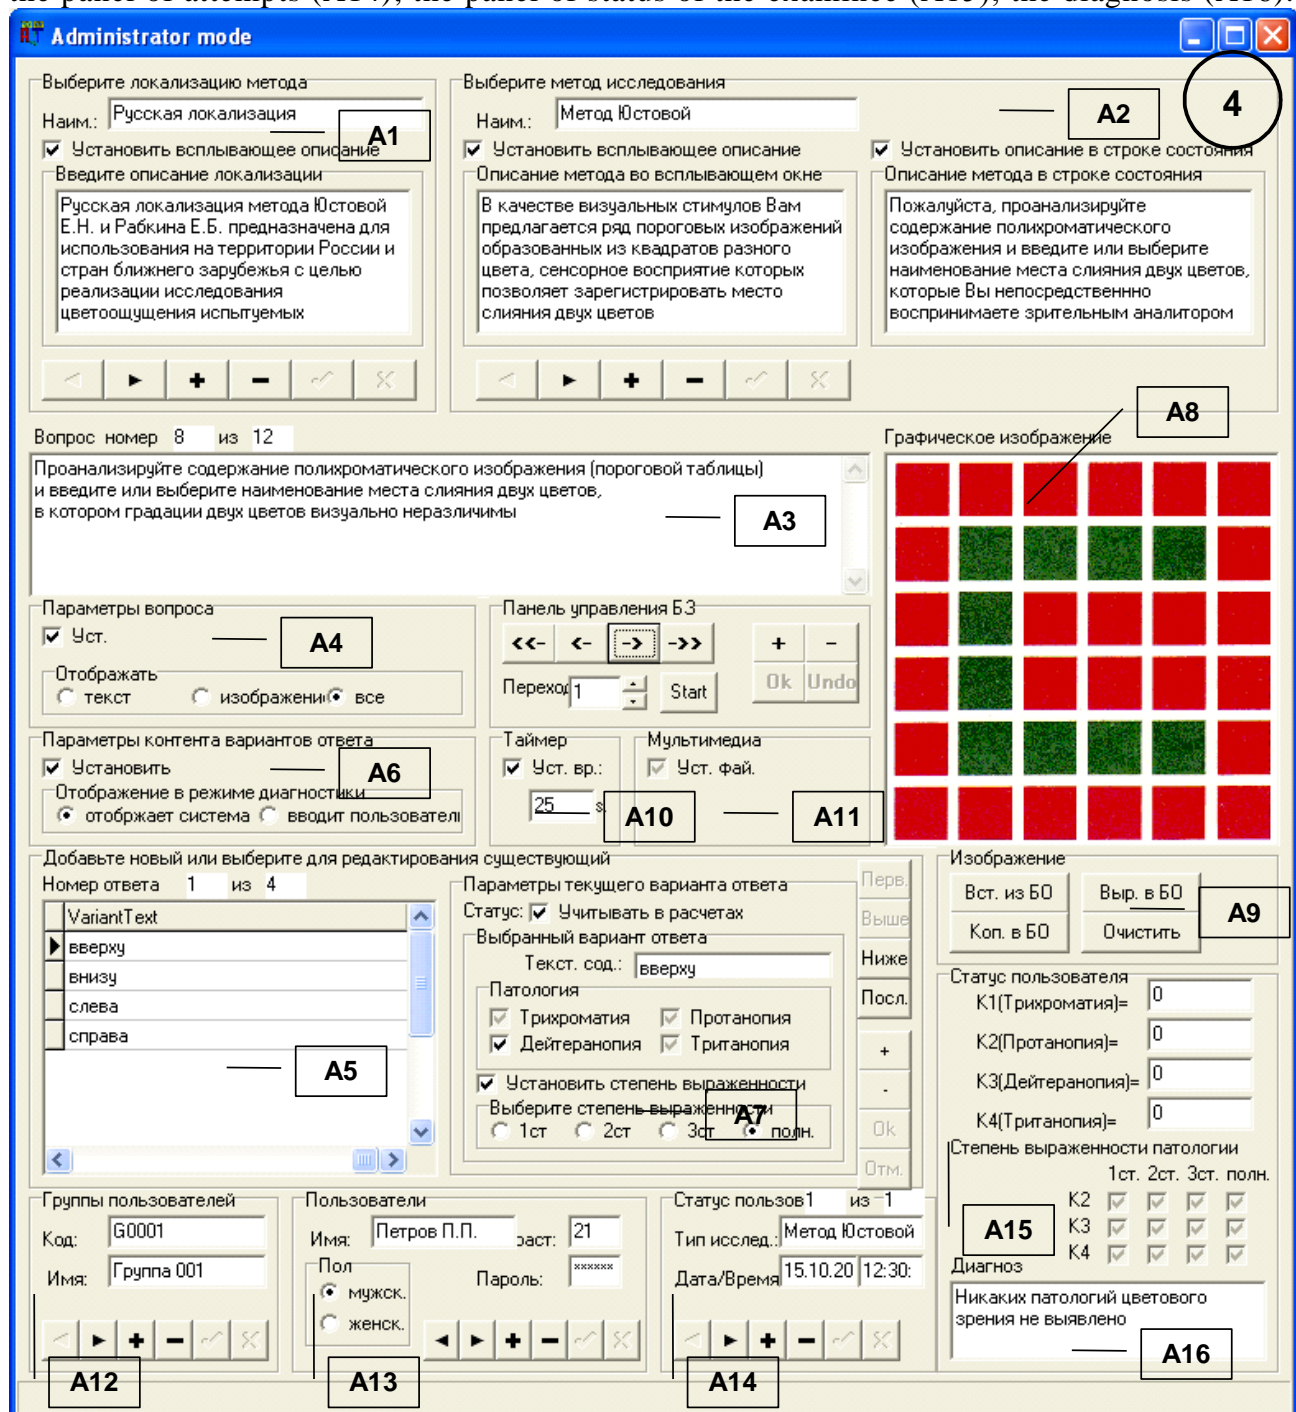 the panel of attempts (A14), the panel of status of the examinee (A15), the diagnosis (A16).
Administrator mode
4
Выберите локализацию метода
Наим.: Русская локализация
A1
Установить всплывающее описание
Введите описание локализации
Русская локализация метода Юстовой
Е.Н. и Рабкина Е.Б. предназначена для
использования на территории России и
стран ближнего зарубежья с целью
реализации исследования
цветоощущения испытуемых
Выберите метод исследования
Наим.: Метод Юстовой
A2
Установить всплывающее описание
Установить описание в строке состояния
Описание метода во всплывающем окне
В качестве визуальных стимулов Вам
предлагается ряд пороговых изображений
образованных из квадратов разного
цвета, сенсорное восприятие которых
позволяет зарегистрировать место
слияния двух цветов
Описание метода в строке состояния
Пожалуйста, проанализируйте
содержание полихроматического
изображения и введите или выберите
наименование места слияния двух цветов,
которые Вы непосредственнно
воспринимаете зрительным аналитором
Вопрос номер 8 из 12
Проанализируйте содержание полихроматического изображения (пороговой таблицы)
и введите или выберите наименование места слияния двух цветов,
в котором градации двух цветов визуально неразличимы
A3
Графическое изображение
A8
Параметры вопроса
Уст.
A4
Отображать
текст изображени все
Панель управления БЗ
<<- <- -> ->> + -
Переход 1 Start Ok Undo
Параметры контента вариантов ответа
Установить
A6
Отображение в режиме диагностики
отобржает система вводит пользовател
Таймер
Уст. вр.:
25 s.
A10
Мультимедиа
Уст. фай.
A11
Добавьте новый или выберите для редактирования существующий
Номер ответа 1 из 4
VariantText
вверху
внизу
слева
справа
A5
Параметры текущего варианта ответа
Статус: Учитывать в расчетах
Выбранный вариант ответа
Текст. сод.: вверху
Патология
Трихроматия Протанопия
Дейтеранопия Тританопия
Установить степень выраженности
Выберите степень выраженности
A7
1ст 2ст 3ст полн.
Перв.
Выше
Ниже
Посл.
+
-
Ok
Отм.
Изображение
Вст. из БО Выр. в БО
Коп. в БО Очистить
A9
Статус пользователя
K1(Трихроматия)= 0
K2(Протанопия)= 0
K3(Дейтеранопия)= 0
K4(Тританопия)= 0
Степень выраженности патологии
1ст. 2ст. 3ст. полн.
K2
K3
K4
A15
Диагноз
Никаких патологий цветового
зрения не выявлено
A16
Группы пользователей
Код: G0001
Имя: Группа 001
A12
Пользователи
Имя: Петров П.П. раст: 21
Пол
мужск.
женск.
Пароль: ××××××
A13
Статус пользов 1 из 1
Тип исслед.: Метод Юстовой
Дата/Время 15.10.20 12:30:
A14